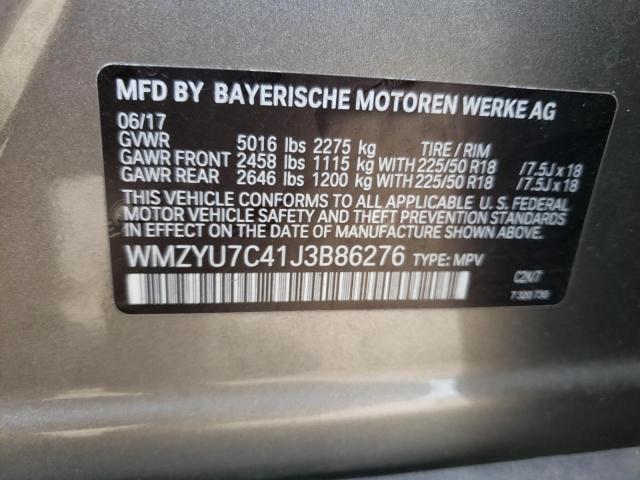 MFD BY BAYERISCHE MOTOREN WERKE AG
06/17
GVWR 5016 lbs 2275 kg TIRE / RIM
GAWR FRONT 2458 lbs 1115 kg WITH 225/50 R18 /7.5J x 18
GAWR REAR 2646 lbs 1200 kg WITH 225/50 R18 /7.5J x 18
THIS VEHICLE CONFORMS TO ALL APPLICABLE U. S. FEDERAL
MOTOR VEHICLE SAFETY AND THEFT PREVENTION STANDARDS
IN EFFECT ON THE DATE OF MANUFACTURE SHOWN ABOVE.
WMZYU7C41J3B86276 TYPE: MPV
C2K/7
7 320 730